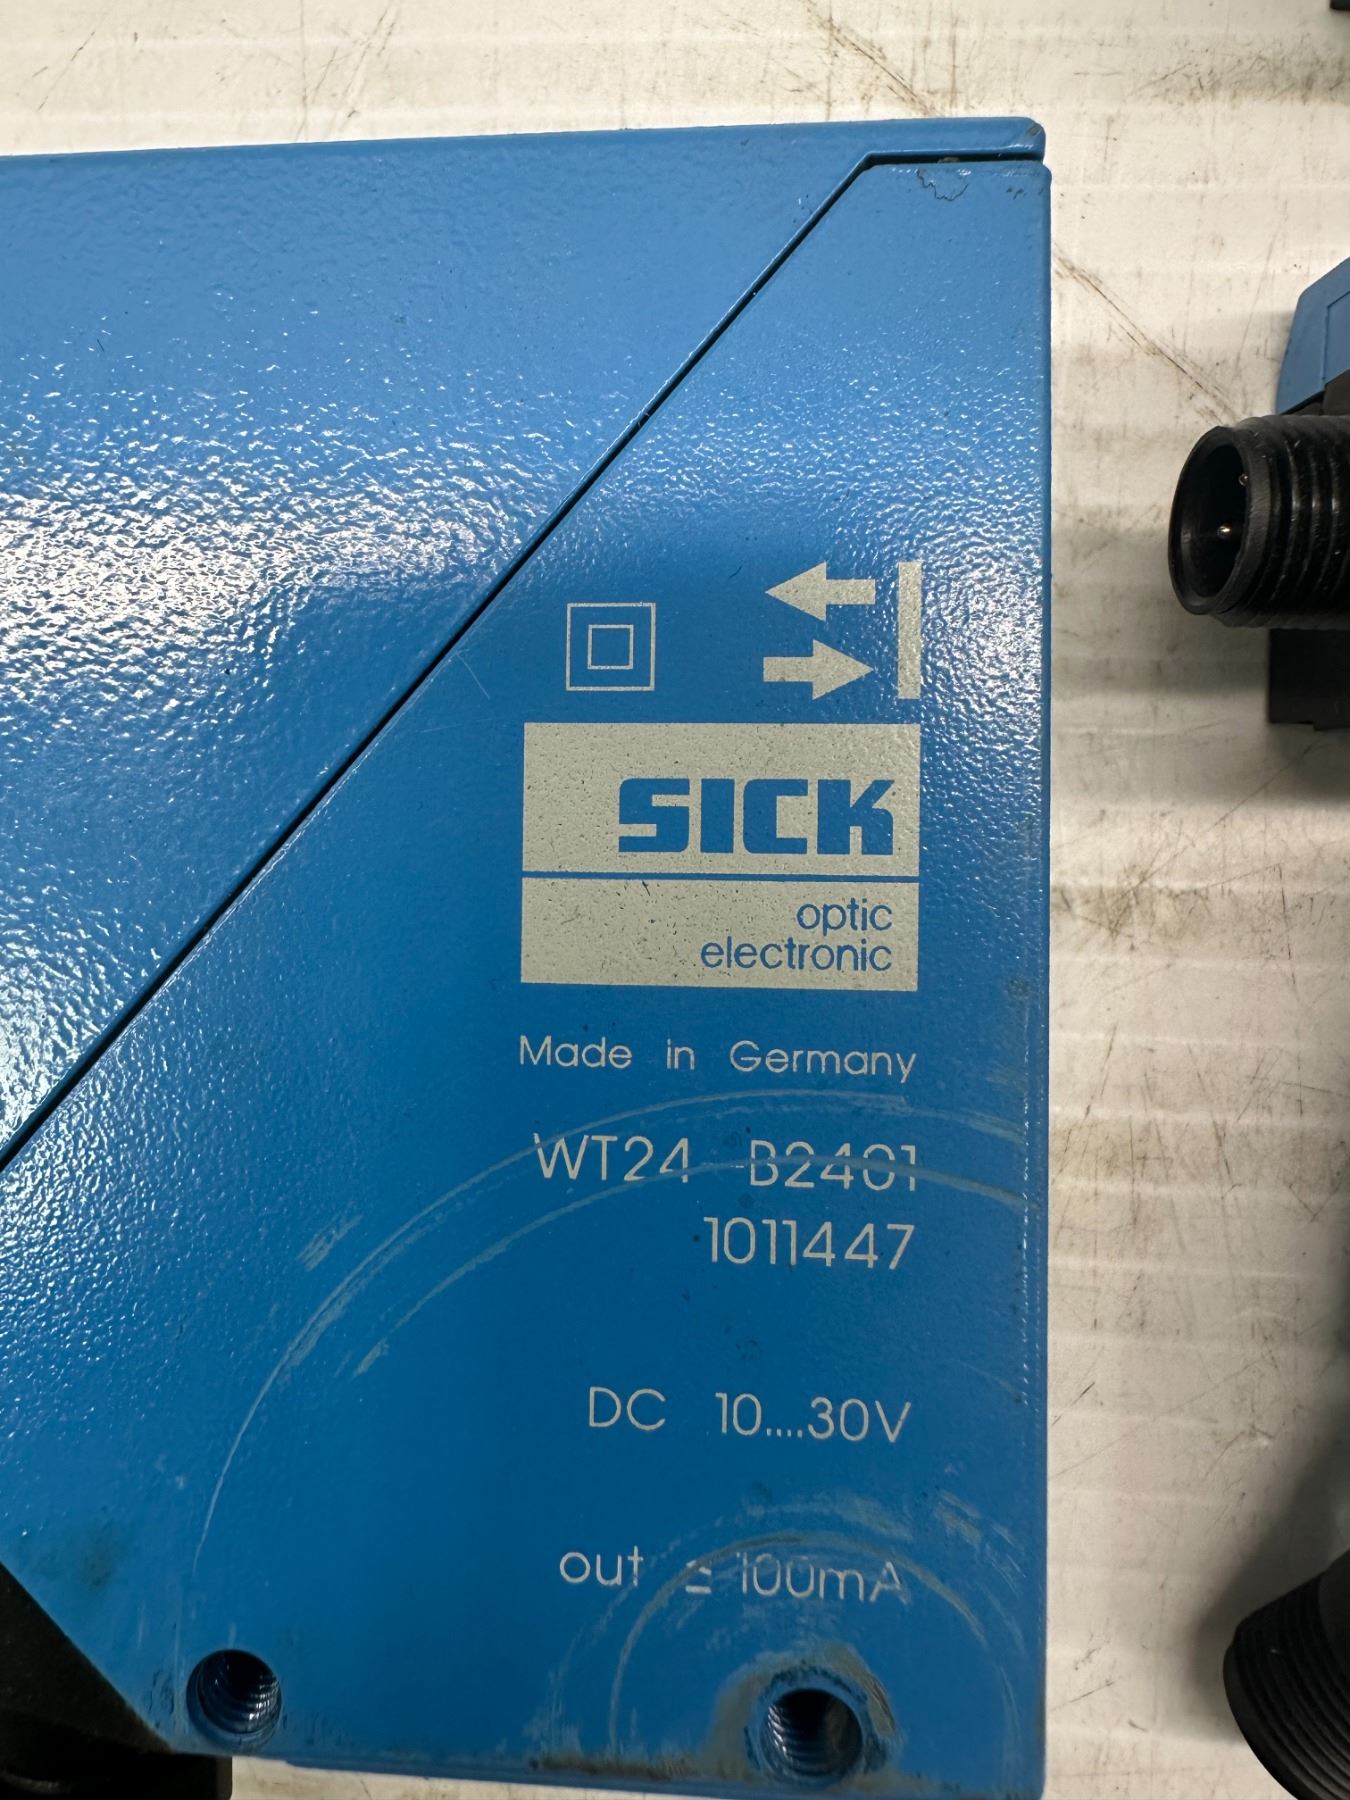 SICK
optic
electronic
Made in Germany
WT24 -B2401
1011447
DC 10....30V
out ≤ 100mA